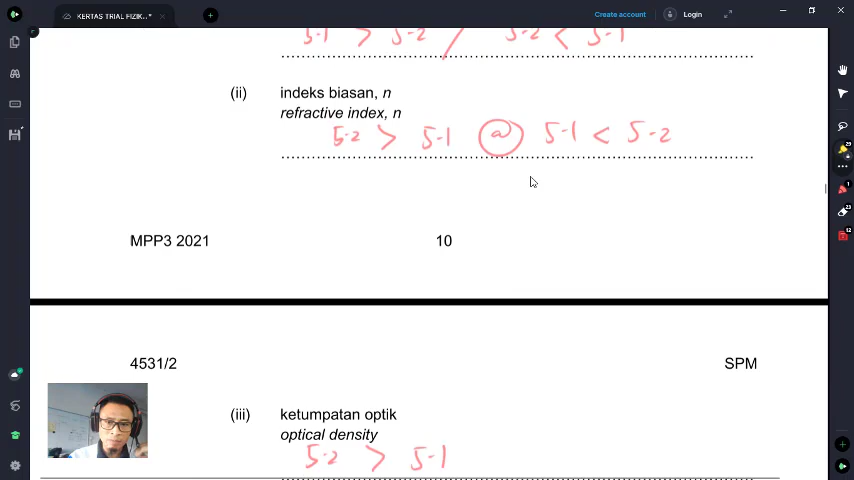 KERTAS TRIAL FIZIK..*
Create account
Login
5-1 > 5-2 / 5-2 < 5-1
(ii) indeks biasan, n
refractive index, n
5-2 > 5-1 @ 5-1 < 5-2
MPP3 2021 10
4531/2 SPM
(iii) ketumpatan optik
optical density
5-2 > 5-1